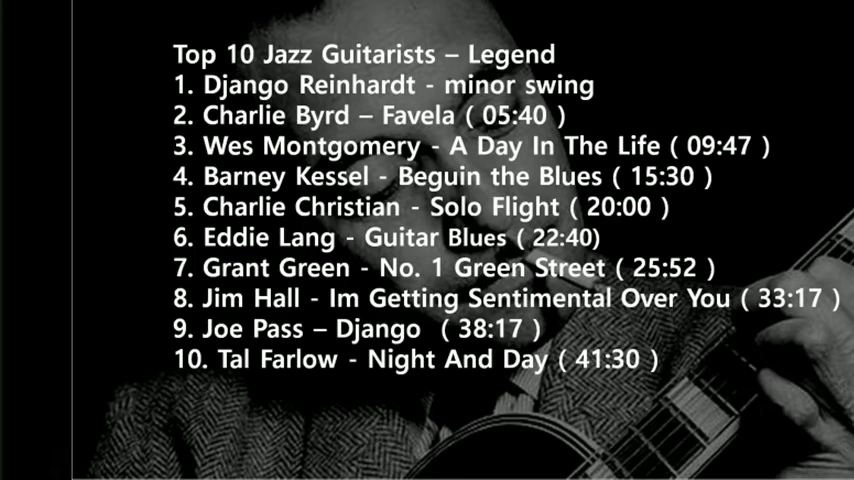 Top 10 Jazz Guitarists – Legend
1. Django Reinhardt - minor swing
2. Charlie Byrd – Favela ( 05:40 )
3. Wes Montgomery - A Day In The Life ( 09:47 )
4. Barney Kessel - Beguin the Blues ( 15:30 )
5. Charlie Christian - Solo Flight ( 20:00 )
6. Eddie Lang - Guitar Blues ( 22:40)
7. Grant Green - No. 1 Green Street ( 25:52 )
8. Jim Hall - Im Getting Sentimental Over You ( 33:17 )
9. Joe Pass – Django ( 38:17 )
10. Tal Farlow - Night And Day ( 41:30 )